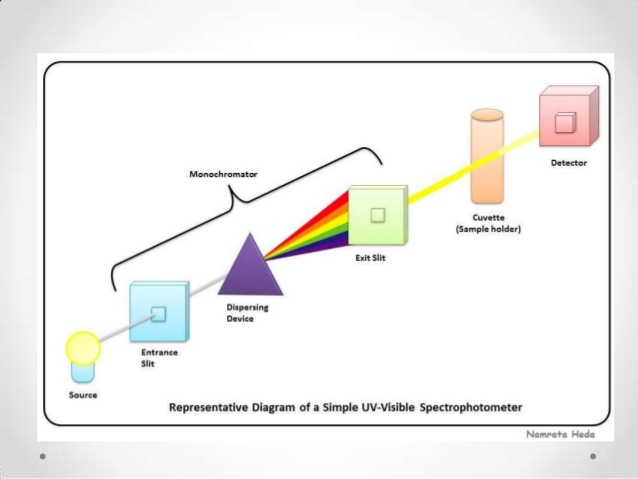 Monochromator
Detector
Cuvette
(Sample holder)
Exit Slit
Dispersing
Device
Entrance
Slit
Source
Representative Diagram of a Simple UV-Visible Spectrophotometer
Namrata Heda